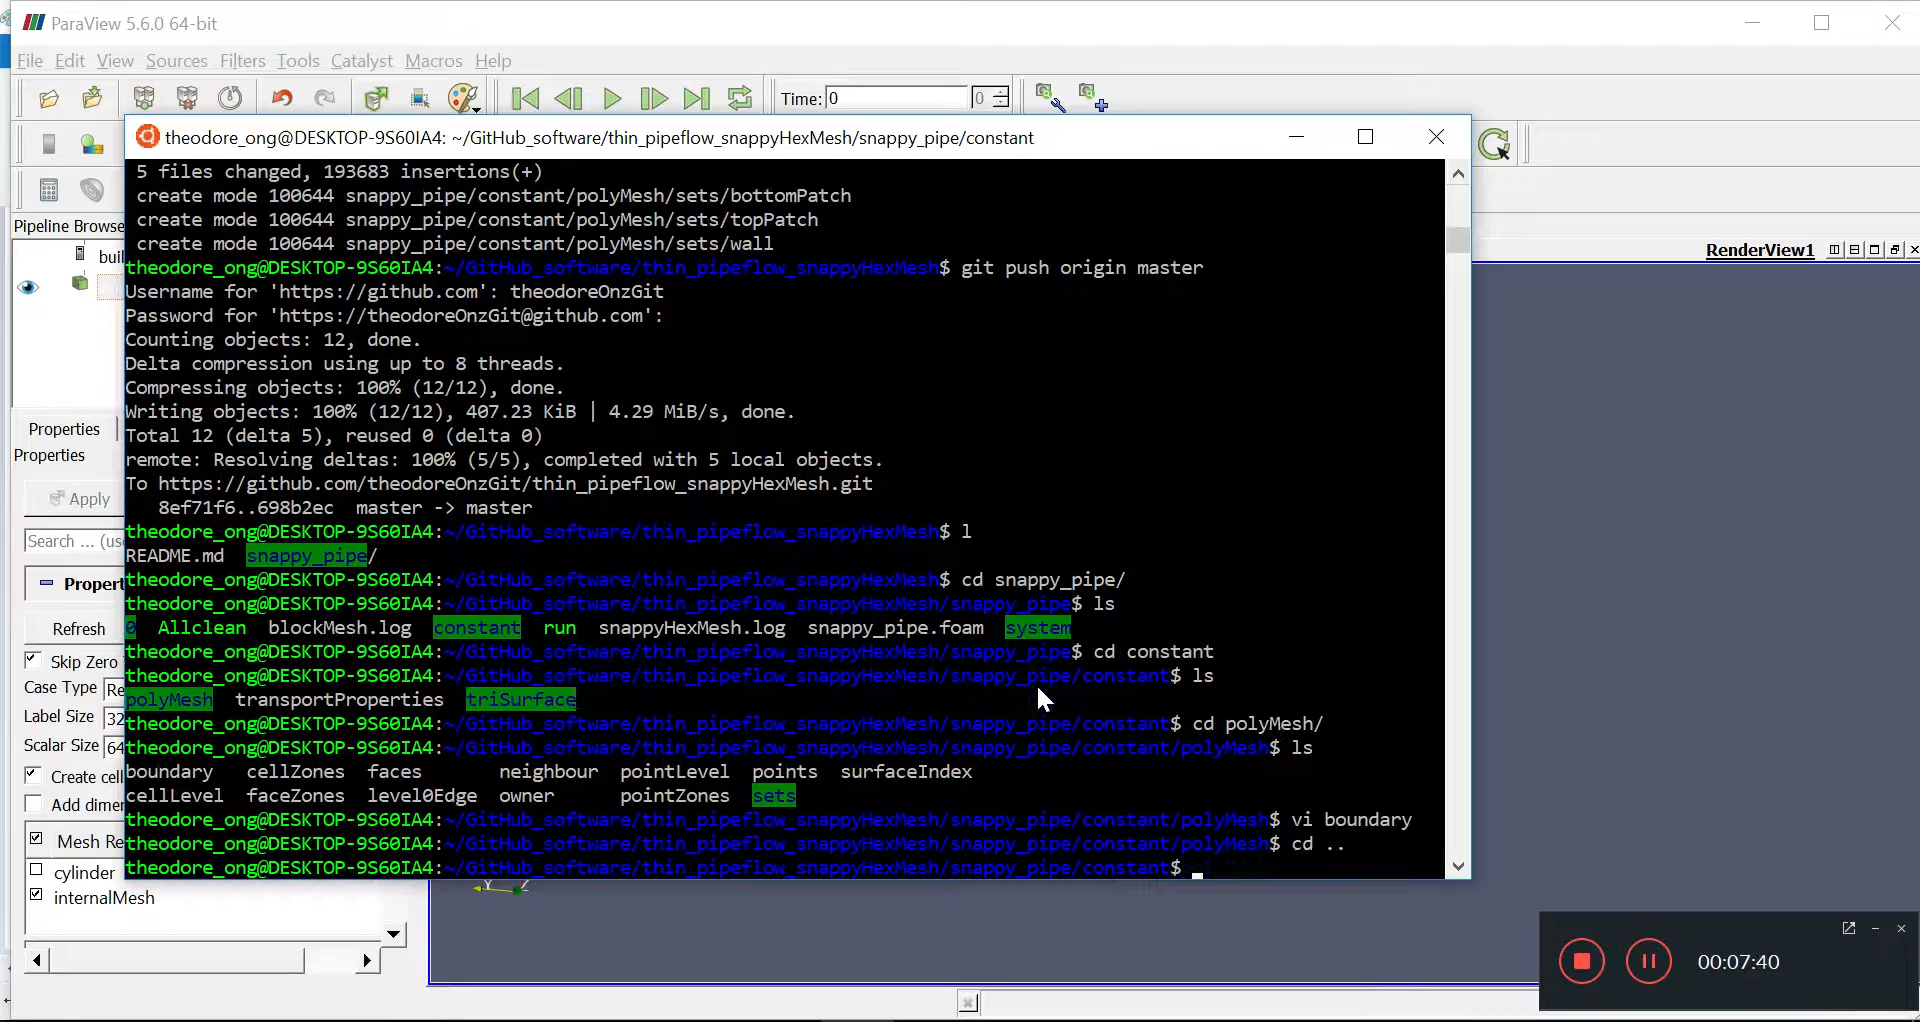 ParaView 5.6.0 64-bit
File Edit View Sources Filters Tools Catalyst Macros Help
Time: 0 0
theodore_ong@DESKTOP-9S60IA4: ~/GitHub_software/thin_pipeflow_snappyHexMesh/snappy_pipe/constant
5 files changed, 193683 insertions(+)
create mode 100644 snappy_pipe/constant/polyMesh/sets/bottomPatch
create mode 100644 snappy_pipe/constant/polyMesh/sets/topPatch
create mode 100644 snappy_pipe/constant/polyMesh/sets/wall
theodore_ong@DESKTOP-9S60IA4:~/GitHub_software/thin_pipeflow_snappyHexMesh$ git push origin master
Username for 'https://github.com': theodoreOnzGit
Password for 'https://theodoreOnzGit@github.com':
Counting objects: 12, done.
Delta compression using up to 8 threads.
Compressing objects: 100% (12/12), done.
Writing objects: 100% (12/12), 407.23 KiB | 4.29 MiB/s, done.
Total 12 (delta 5), reused 0 (delta 0)
remote: Resolving deltas: 100% (5/5), completed with 5 local objects.
To https://github.com/theodoreOnzGit/thin_pipeflow_snappyHexMesh.git
8ef71f6..698b2ec master -> master
theodore_ong@DESKTOP-9S60IA4:~/GitHub_software/thin_pipeflow_snappyHexMesh$ l
README.md snappy_pipe/
theodore_ong@DESKTOP-9S60IA4:~/GitHub_software/thin_pipeflow_snappyHexMesh$ cd snappy_pipe/
theodore_ong@DESKTOP-9S60IA4:~/GitHub_software/thin_pipeflow_snappyHexMesh/snappy_pipe$ ls
0 Allclean blockMesh.log constant run snappyHexMesh.log snappy_pipe.foam system
theodore_ong@DESKTOP-9S60IA4:~/GitHub_software/thin_pipeflow_snappyHexMesh/snappy_pipe$ cd constant
theodore_ong@DESKTOP-9S60IA4:~/GitHub_software/thin_pipeflow_snappyHexMesh/snappy_pipe/constant$ ls
polyMesh transportProperties triSurface
theodore_ong@DESKTOP-9S60IA4:~/GitHub_software/thin_pipeflow_snappyHexMesh/snappy_pipe/constant$ cd polyMesh/
theodore_ong@DESKTOP-9S60IA4:~/GitHub_software/thin_pipeflow_snappyHexMesh/snappy_pipe/constant/polyMesh$ ls
boundary cellZones faces neighbour pointLevel points surfaceIndex
cellLevel faceZones level0Edge owner pointZones sets
theodore_ong@DESKTOP-9S60IA4:~/GitHub_software/thin_pipeflow_snappyHexMesh/snappy_pipe/constant/polyMesh$ vi boundary
theodore_ong@DESKTOP-9S60IA4:~/GitHub_software/thin_pipeflow_snappyHexMesh/snappy_pipe/constant/polyMesh$ cd ..
theodore_ong@DESKTOP-9S60IA4:~/GitHub_software/thin_pipeflow_snappyHexMesh/snappy_pipe/constant$
Pipeline Browse
buil
Properties
Properties
Apply
Search ... (us
Propert
Refresh
Skip Zero
Case Type Re
Label Size 32
Scalar Size 64
Create cell
Add dimer
Mesh Re
cylinder
internalMesh
RenderView1
Y Z
00:07:40